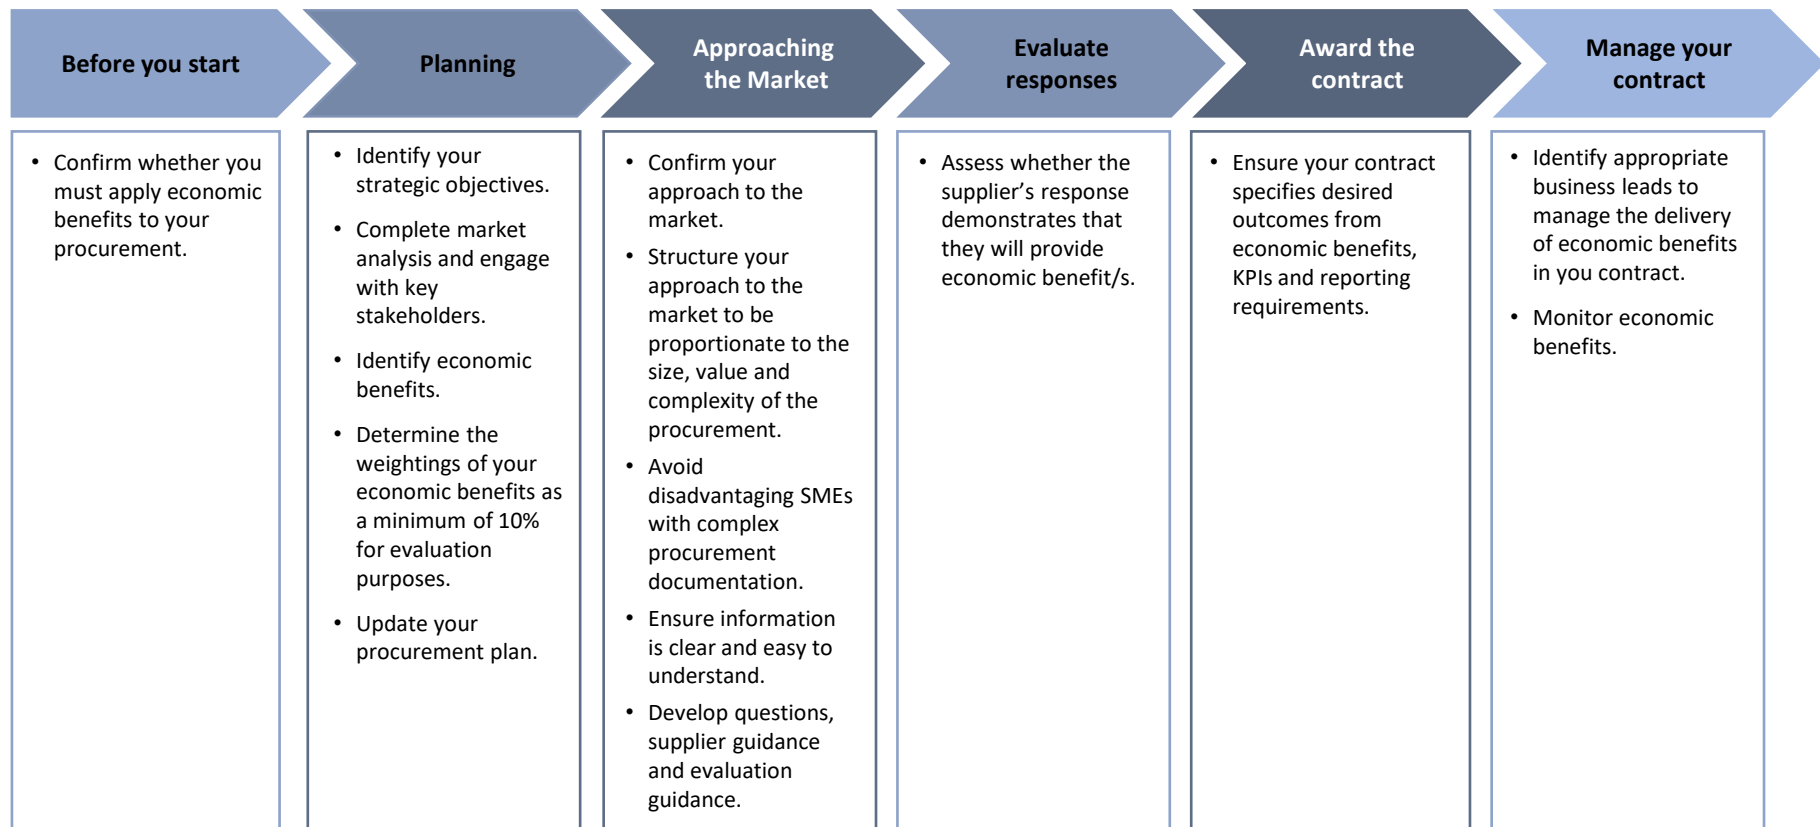 Before you start
Planning
Approaching
the Market
Evaluate
responses
Award the
contract
Manage your
contract
• Confirm whether you
must apply economic
benefits to your
procurement.
• Identify your
strategic objectives.
• Complete market
analysis and engage
with key
stakeholders.
• Identify economic
benefits.
• Determine the
weightings of your
economic benefits as
a minimum of 10%
for evaluation
purposes.
• Update your
procurement plan.
• Confirm your
approach to the
market.
• Structure your
approach to the
market to be
proportionate to the
size, value and
complexity of the
procurement.
• Avoid
disadvantaging SMEs
with complex
procurement
documentation.
• Ensure information
is clear and easy to
understand.
• Develop questions,
supplier guidance
and evaluation
guidance.
• Assess whether the
supplier’s response
demonstrates that
they will provide
economic benefit/s.
• Ensure your contract
specifies desired
outcomes from
economic benefits,
KPIs and reporting
requirements.
• Identify appropriate
business leads to
manage the delivery
of economic benefits
in you contract.
• Monitor economic
benefits.